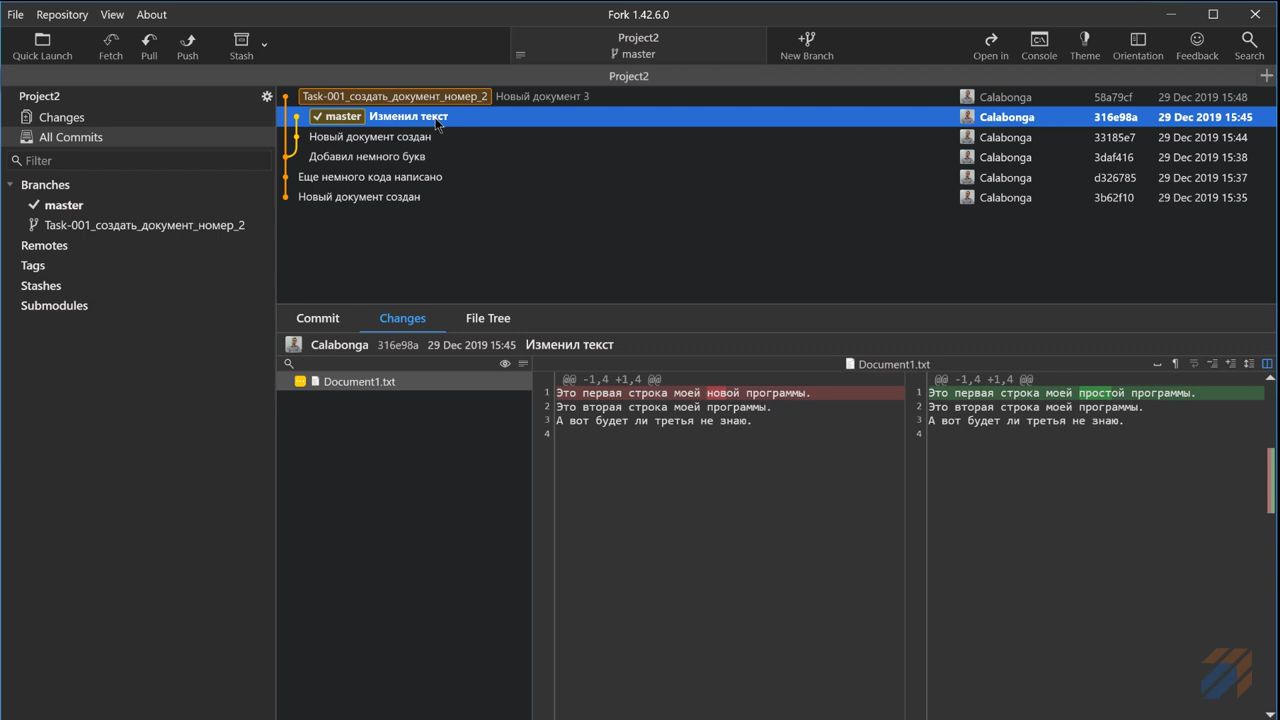 File Repository View About
Fork 1.42.6.0
Quick Launch Fetch Pull Push Stash
Project2
master
New Branch
Open in Console Theme Orientation Feedback Search
Project2
Project2
Changes
All Commits
Filter
Branches
master
Task-001_создать_документ_номер_2
Remotes
Tags
Stashes
Submodules
Task-001_создать_документ_номер_2 Новый документ 3 Calabonga 58a79cf 29 Dec 2019 15:48
master Изменил текст Calabonga 316e98a 29 Dec 2019 15:45
Новый документ создан Calabonga 33185e7 29 Dec 2019 15:44
Добавил немного букв Calabonga 3daf416 29 Dec 2019 15:38
Еще немного кода написано Calabonga d326785 29 Dec 2019 15:37
Новый документ создан Calabonga 3b62f10 29 Dec 2019 15:35
Commit Changes File Tree
Calabonga 316e98a 29 Dec 2019 15:45 Изменил текст
Document1.txt
Document1.txt
@@ -1,4 +1,4 @@
1 Это первая строка моей новой программы.
2 Это вторая строка моей программы.
3 А вот будет ли третья не знаю.
4
@@ -1,4 +1,4 @@
1 Это первая строка моей простой программы.
2 Это вторая строка моей программы.
3 А вот будет ли третья не знаю.
4